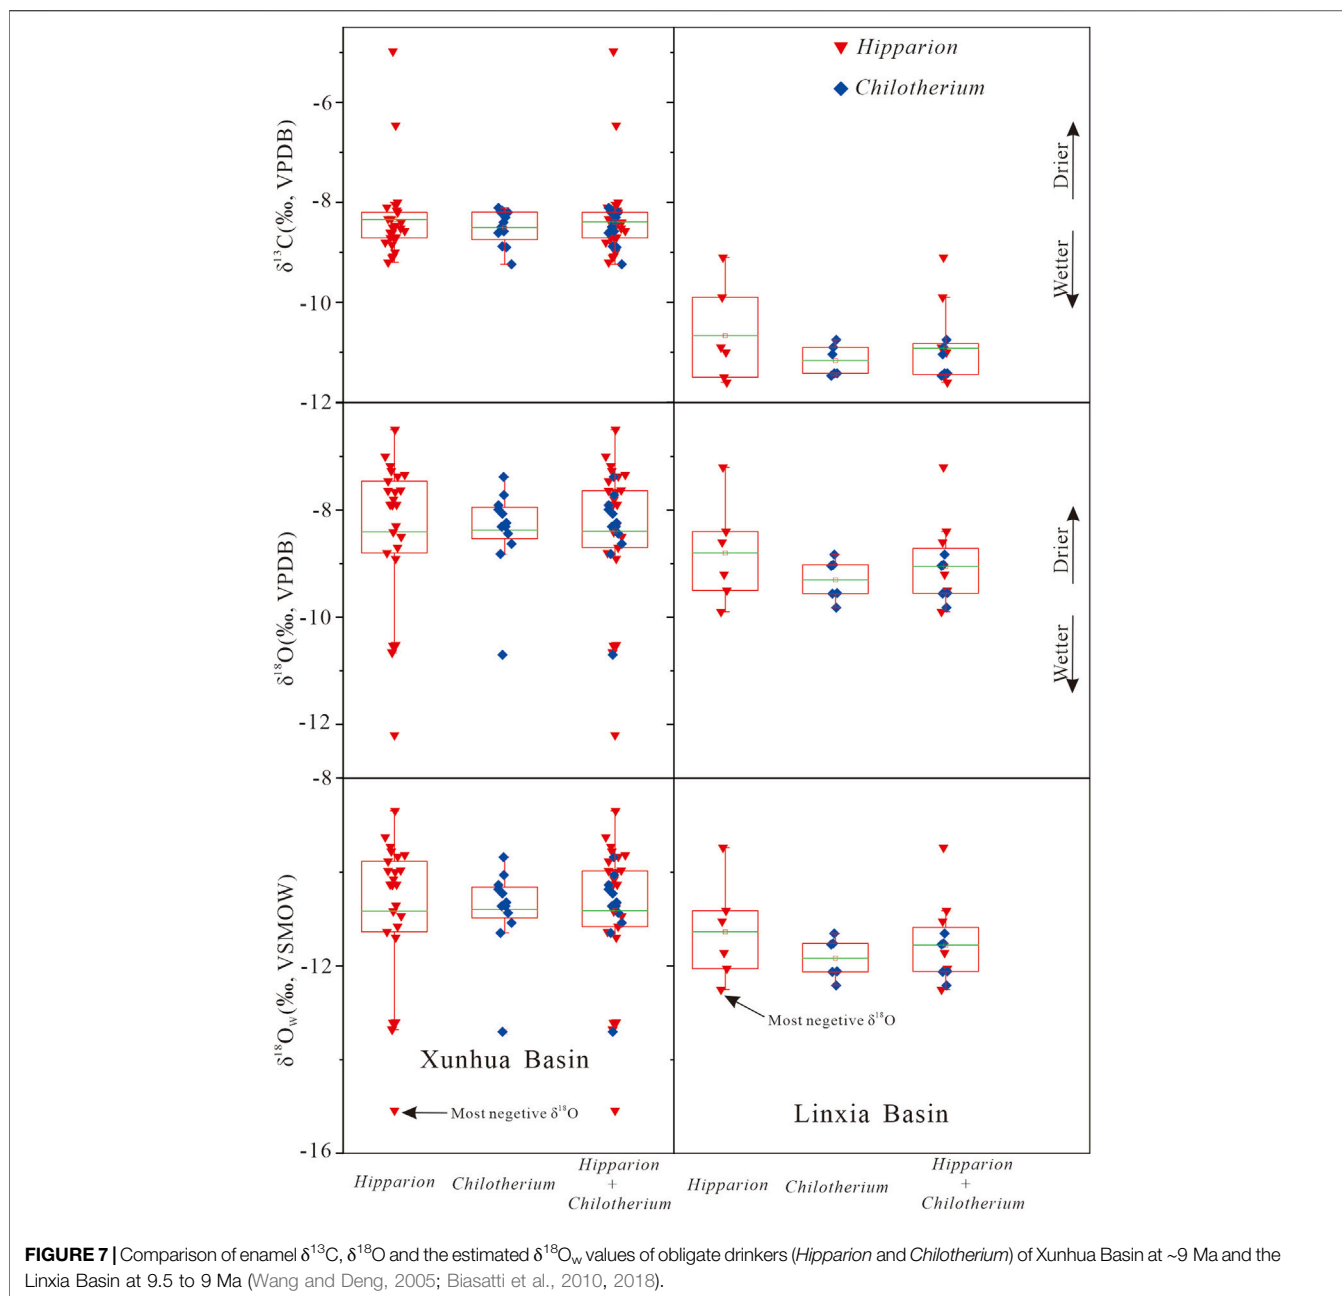 Hipparion
Chilotherium
-6
-8
-10
-12
δ¹³C(‰, VPDB)
Drier
Wetter
-8
-10
-12
δ¹⁸O(‰, VPDB)
Drier
Wetter
-8
-12
-16
δ¹⁸Ow(‰, VSMOW)
Most negetive δ¹⁸O
Xunhua Basin
Most negetive δ¹⁸O
Linxia Basin
Hipparion
Chilotherium
Hipparion
+
Chilotherium
Hipparion
Chilotherium
Hipparion
+
Chilotherium
FIGURE 7 | Comparison of enamel δ¹³C, δ¹⁸O and the estimated δ¹⁸Ow values of obligate drinkers (Hipparion and Chilotherium) of Xunhua Basin at ~9 Ma and the
Linxia Basin at 9.5 to 9 Ma (Wang and Deng, 2005; Biasatti et al., 2010, 2018).